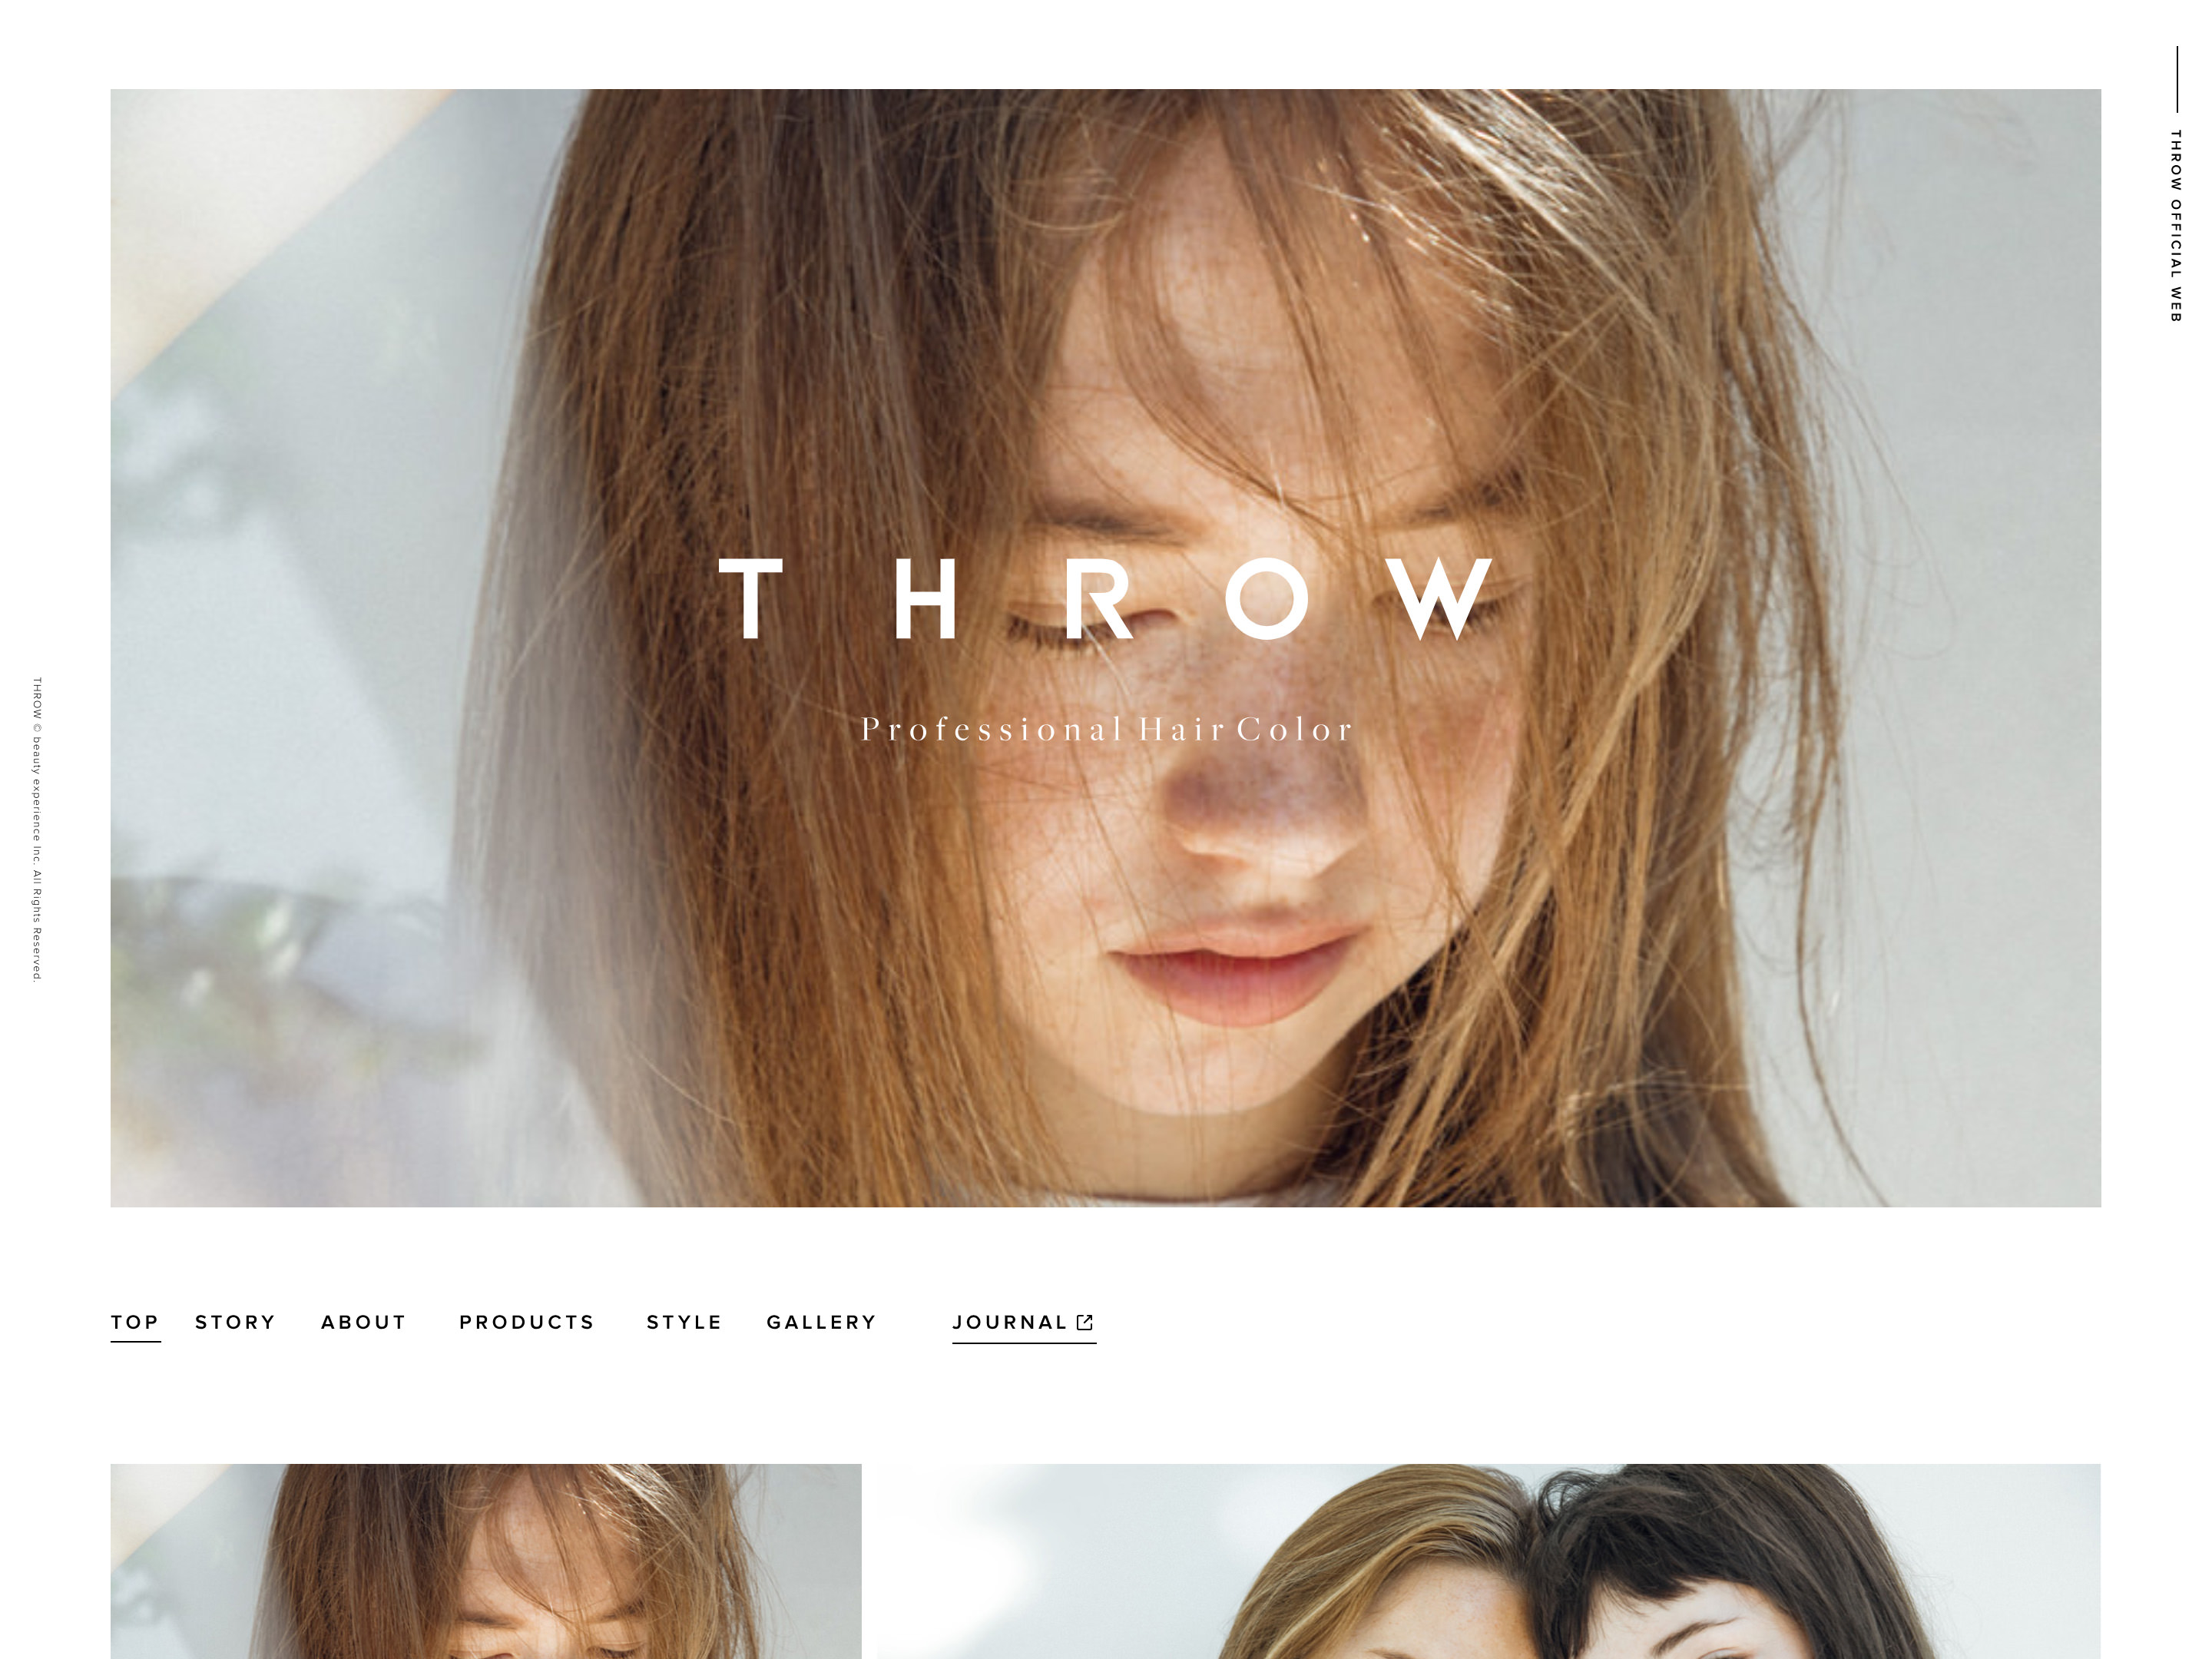 THROW OFFICIAL WEB
THROW
Professional Hair Color
THROW © beauty experience Inc. All Rights Reserved.
TOP STORY ABOUT PRODUCTS STYLE GALLERY JOURNAL